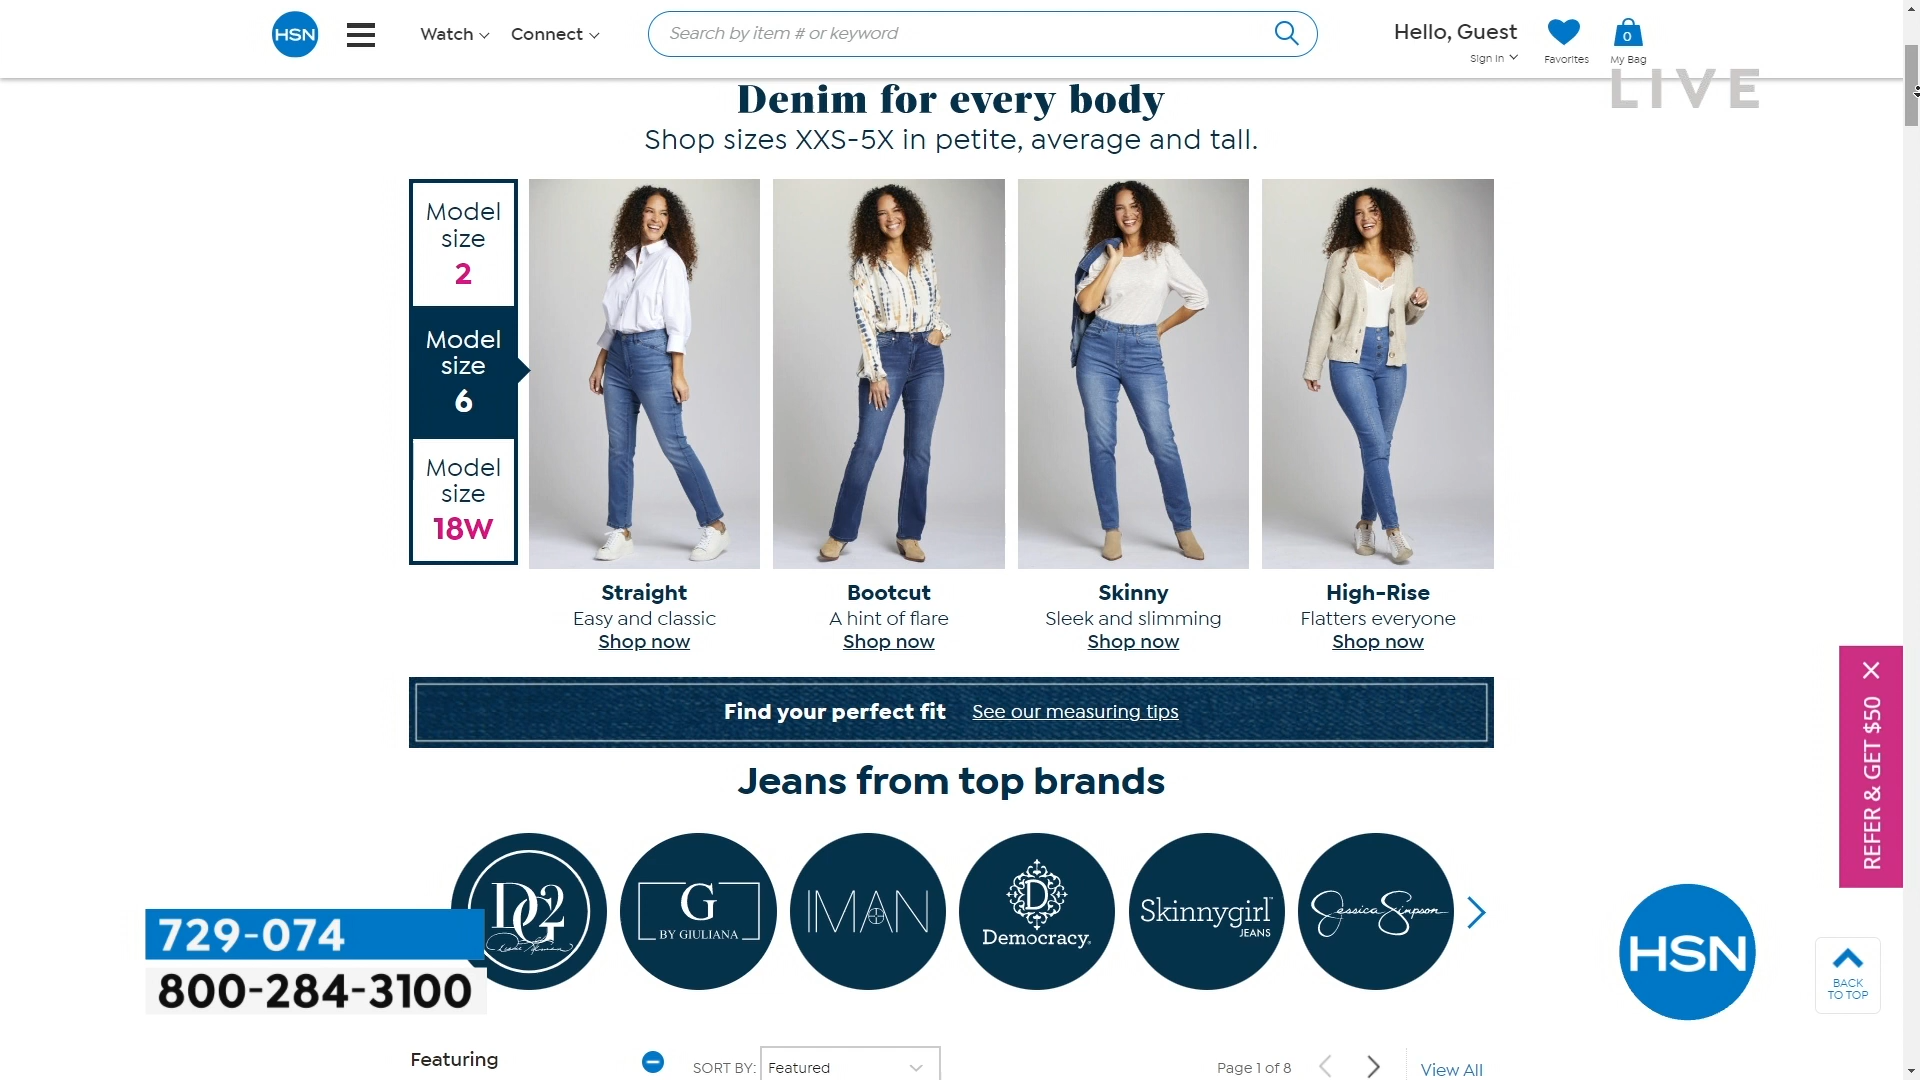 HSN
Watch
Connect
Search by item # or keyword
Hello, Guest
Sign In
Favorites
0
My Bag
LIVE
Denim for every body
Shop sizes XXS-5X in petite, average and tall.
Model
size
2
Model
size
6
Model
size
18W
Straight
Easy and classic
Shop now
Bootcut
A hint of flare
Shop now
Skinny
Sleek and slimming
Shop now
High-Rise
Flatters everyone
Shop now
Find your perfect fit See our measuring tips
REFER & GET $50
Jeans from top brands
DG2
Diane Gilman
G
BY GIULIANA
IMAN
D
Democracy
Skinnygirl
JEANS
Jessica Simpson
729-074
800-284-3100
HSN
BACK
TO TOP
Featuring
SORT BY: Featured
Page 1 of 8
View All